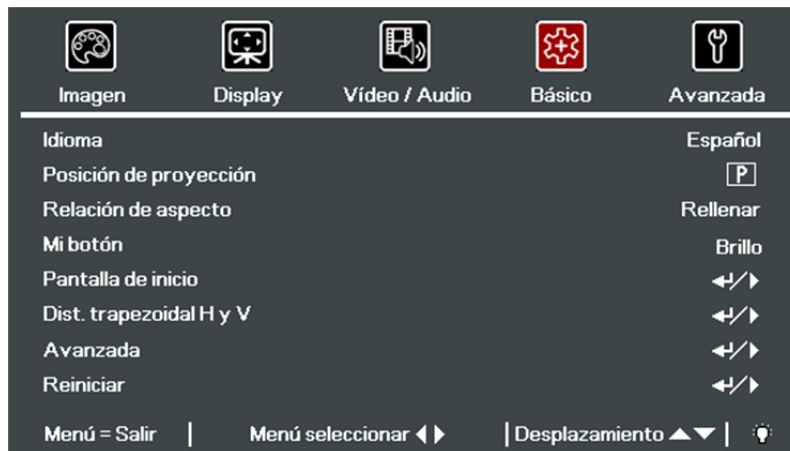 Imagen Display Vídeo / Audio Básico Avanzada
Idioma Español
Posición de proyección P
Relación de aspecto Rellenar
Mi botón Brillo
Pantalla de inicio
Dist. trapezoidal H y V
Avanzada
Reiniciar
Menú = Salir | Menú seleccionar | Desplazamiento |